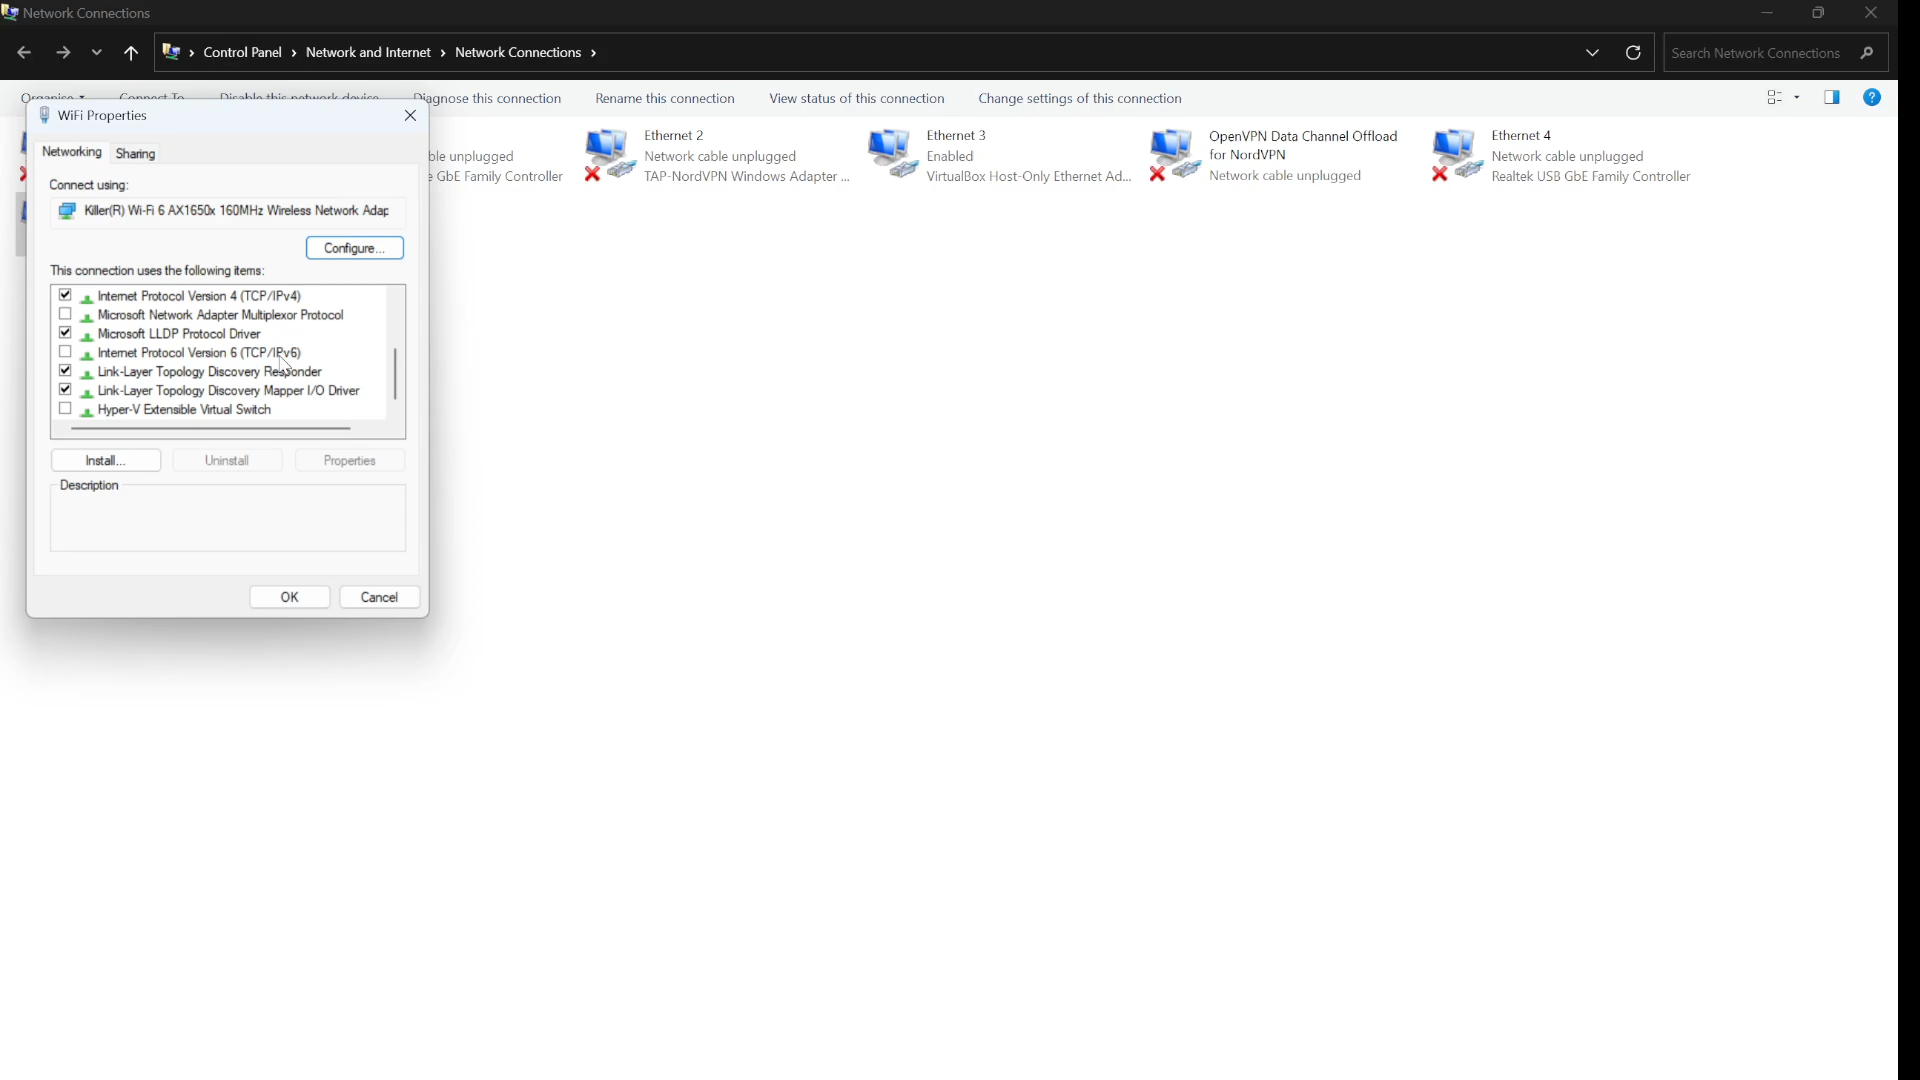 Network Connections
Control Panel > Network and Internet > Network Connections >
Search Network Connections
Organise Connect To Disable this network device Diagnose this connection Rename this connection View status of this connection Change settings of this connection
WiFi Properties
Networking Sharing
Connect using:
Killer(R) Wi-Fi 6 AX1650x 160MHz Wireless Network Adap
Configure...
This connection uses the following items:
Internet Protocol Version 4 (TCP/IPv4)
Microsoft Network Adapter Multiplexor Protocol
Microsoft LLDP Protocol Driver
Internet Protocol Version 6 (TCP/IPv6)
Link-Layer Topology Discovery Responder
Link-Layer Topology Discovery Mapper I/O Driver
Hyper-V Extensible Virtual Switch
Install... Uninstall Properties
Description
OK Cancel
ble unplugged
e GbE Family Controller
Ethernet 2
Network cable unplugged
TAP-NordVPN Windows Adapter ...
Ethernet 3
Enabled
VirtualBox Host-Only Ethernet Ad...
OpenVPN Data Channel Offload
for NordVPN
Network cable unplugged
Ethernet 4
Network cable unplugged
Realtek USB GbE Family Controller